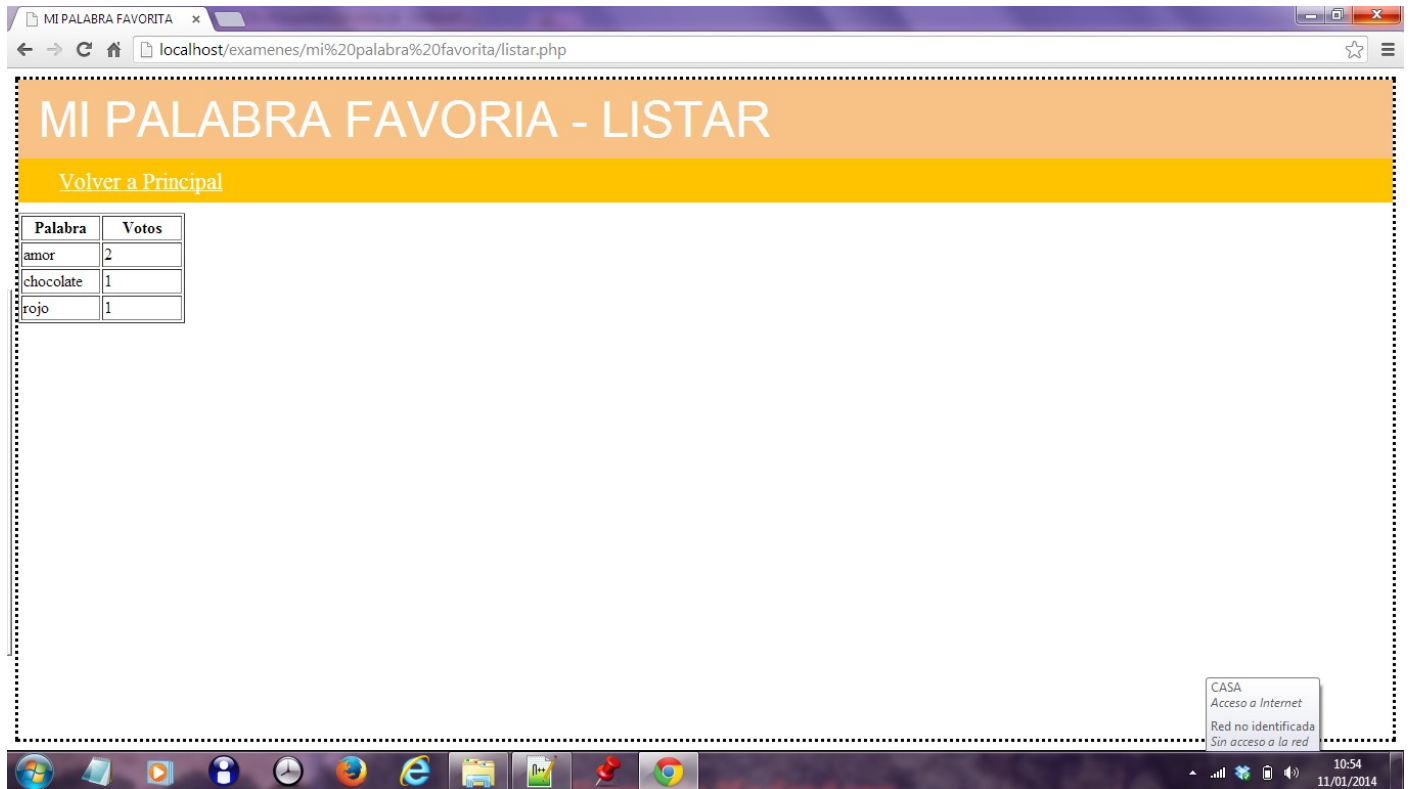 MI PALABRA FAVORITA
localhost/examenes/mi%20palabra%20favorita/listar.php
MI PALABRA FAVORIA - LISTAR
Volver a Principal
Palabra Votos
amor 2
chocolate 1
rojo 1
CASA
Acceso a Internet
Red no identificada
Sin acceso a la red
10:54
11/01/2014